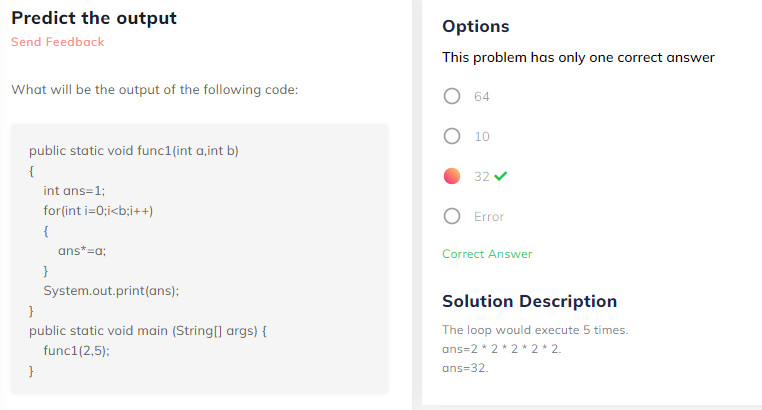 Predict the output
Send Feedback
What will be the output of the following code:
public static void func1(int a,int b)
{
int ans=1;
for(int i=0;i<b;i++)
{
ans*=a;
}
System.out.print(ans);
}
public static void main (String[] args) {
func1(2,5);
}
Options
This problem has only one correct answer
64
10
32
Error
Correct Answer
Solution Description
The loop would execute 5 times.
ans=2 * 2 * 2 * 2 * 2.
ans=32.